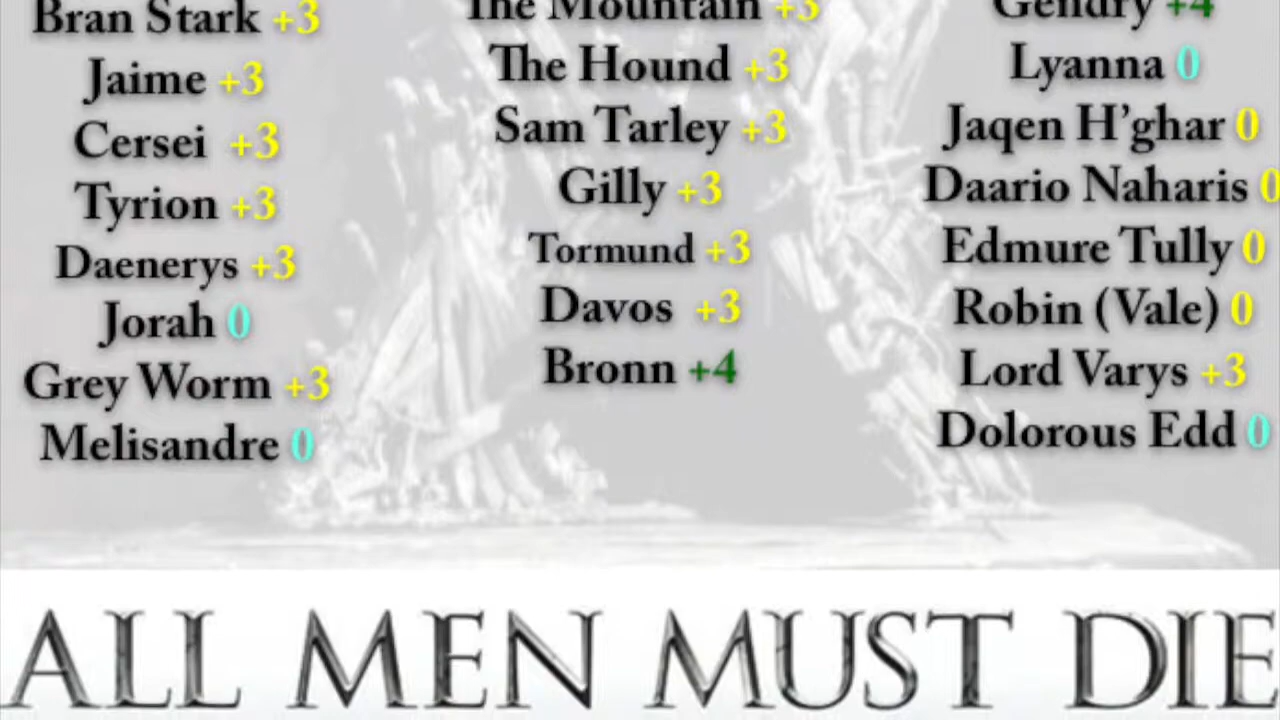 Bran Stark +3
Jaime +3
Cersei +3
Tyrion +3
Daenerys +3
Jorah 0
Grey Worm +3
Melisandre 0
The Mountain +3
The Hound +3
Sam Tarley +3
Gilly +3
Tormund +3
Davos +3
Bronn +4
Gendry +4
Lyanna 0
Jaqen H’ghar 0
Daario Naharis 0
Edmure Tully 0
Robin (Vale) 0
Lord Varys +3
Dolorous Edd 0
ALL MEN MUST DIE